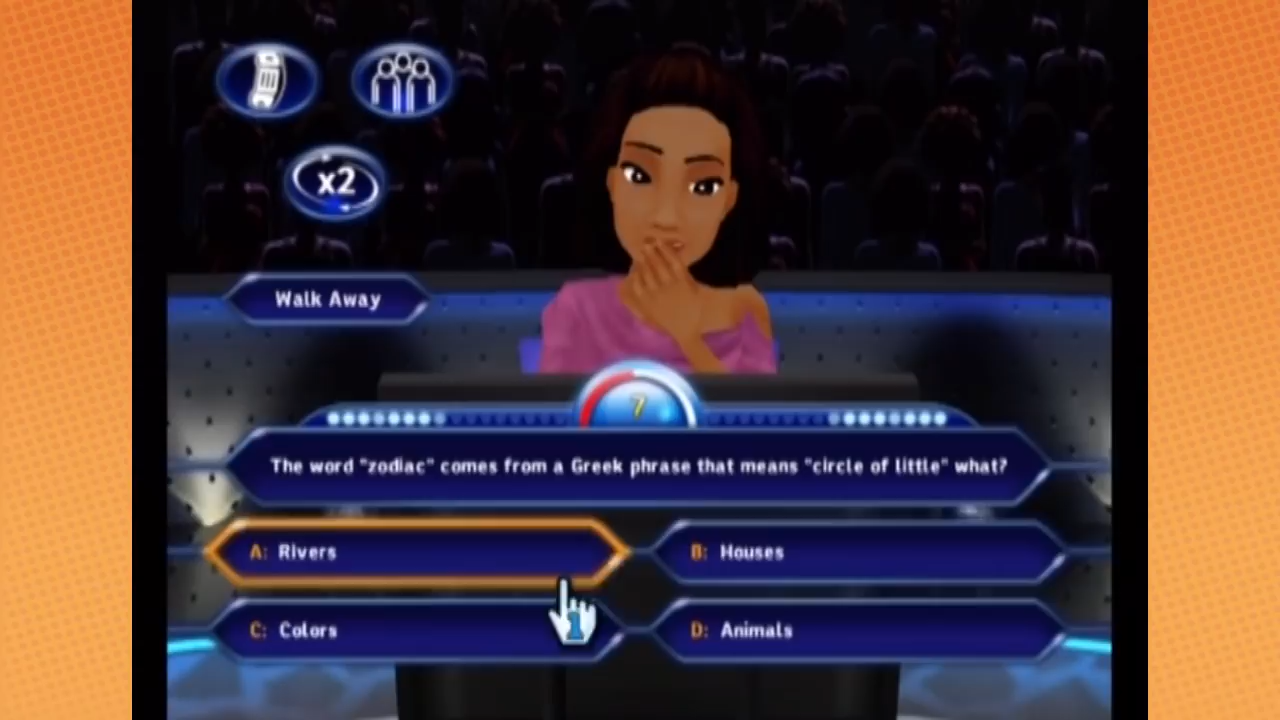 x2
Walk Away
7
The word "zodiac" comes from a Greek phrase that means "circle of little" what?
A: Rivers
B: Houses
1
C: Colors
D: Animals